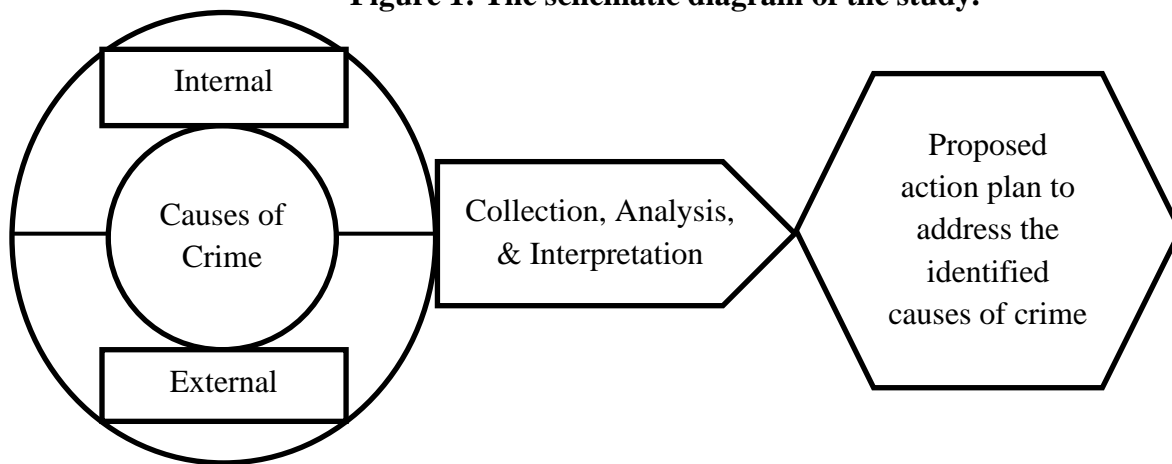 Figure 1: The schematic diagram of the study.
Internal
Causes of
Crime
External
Collection, Analysis,
& Interpretation
Proposed
action plan to
address the
identified
causes of crime